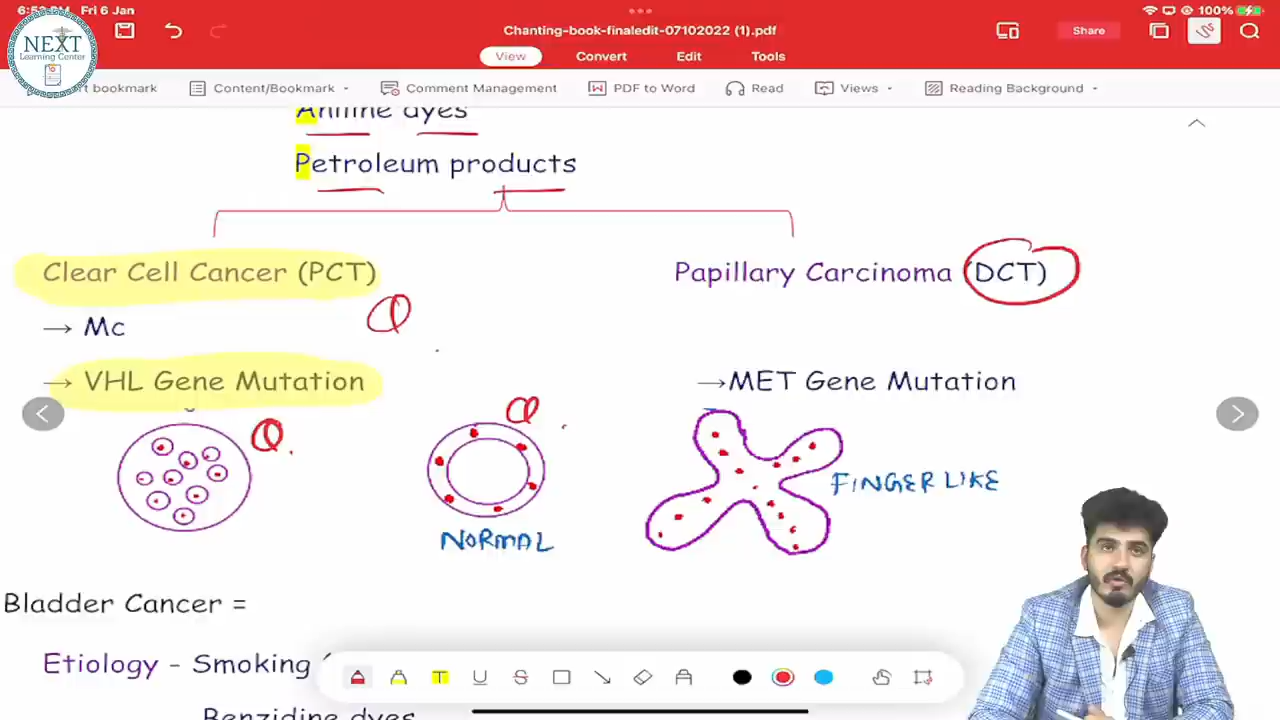 6:53 PM Fri 6 Jan
100%
NEXT
Learning Center
Chanting-book-finaledit-07102022 (1).pdf
Share
View
Convert
Edit
Tools
bookmark
Content/Bookmark
Comment Management
PDF to Word
Read
Views
Reading Background
Aniline dyes
Petroleum products
Clear Cell Cancer (PCT)
Papillary Carcinoma (DCT)
→ Mc
→ VHL Gene Mutation
→MET Gene Mutation
FINGER LIKE
NORMAL
Bladder Cancer =
Etiology - Smoking
Benzidine dyes